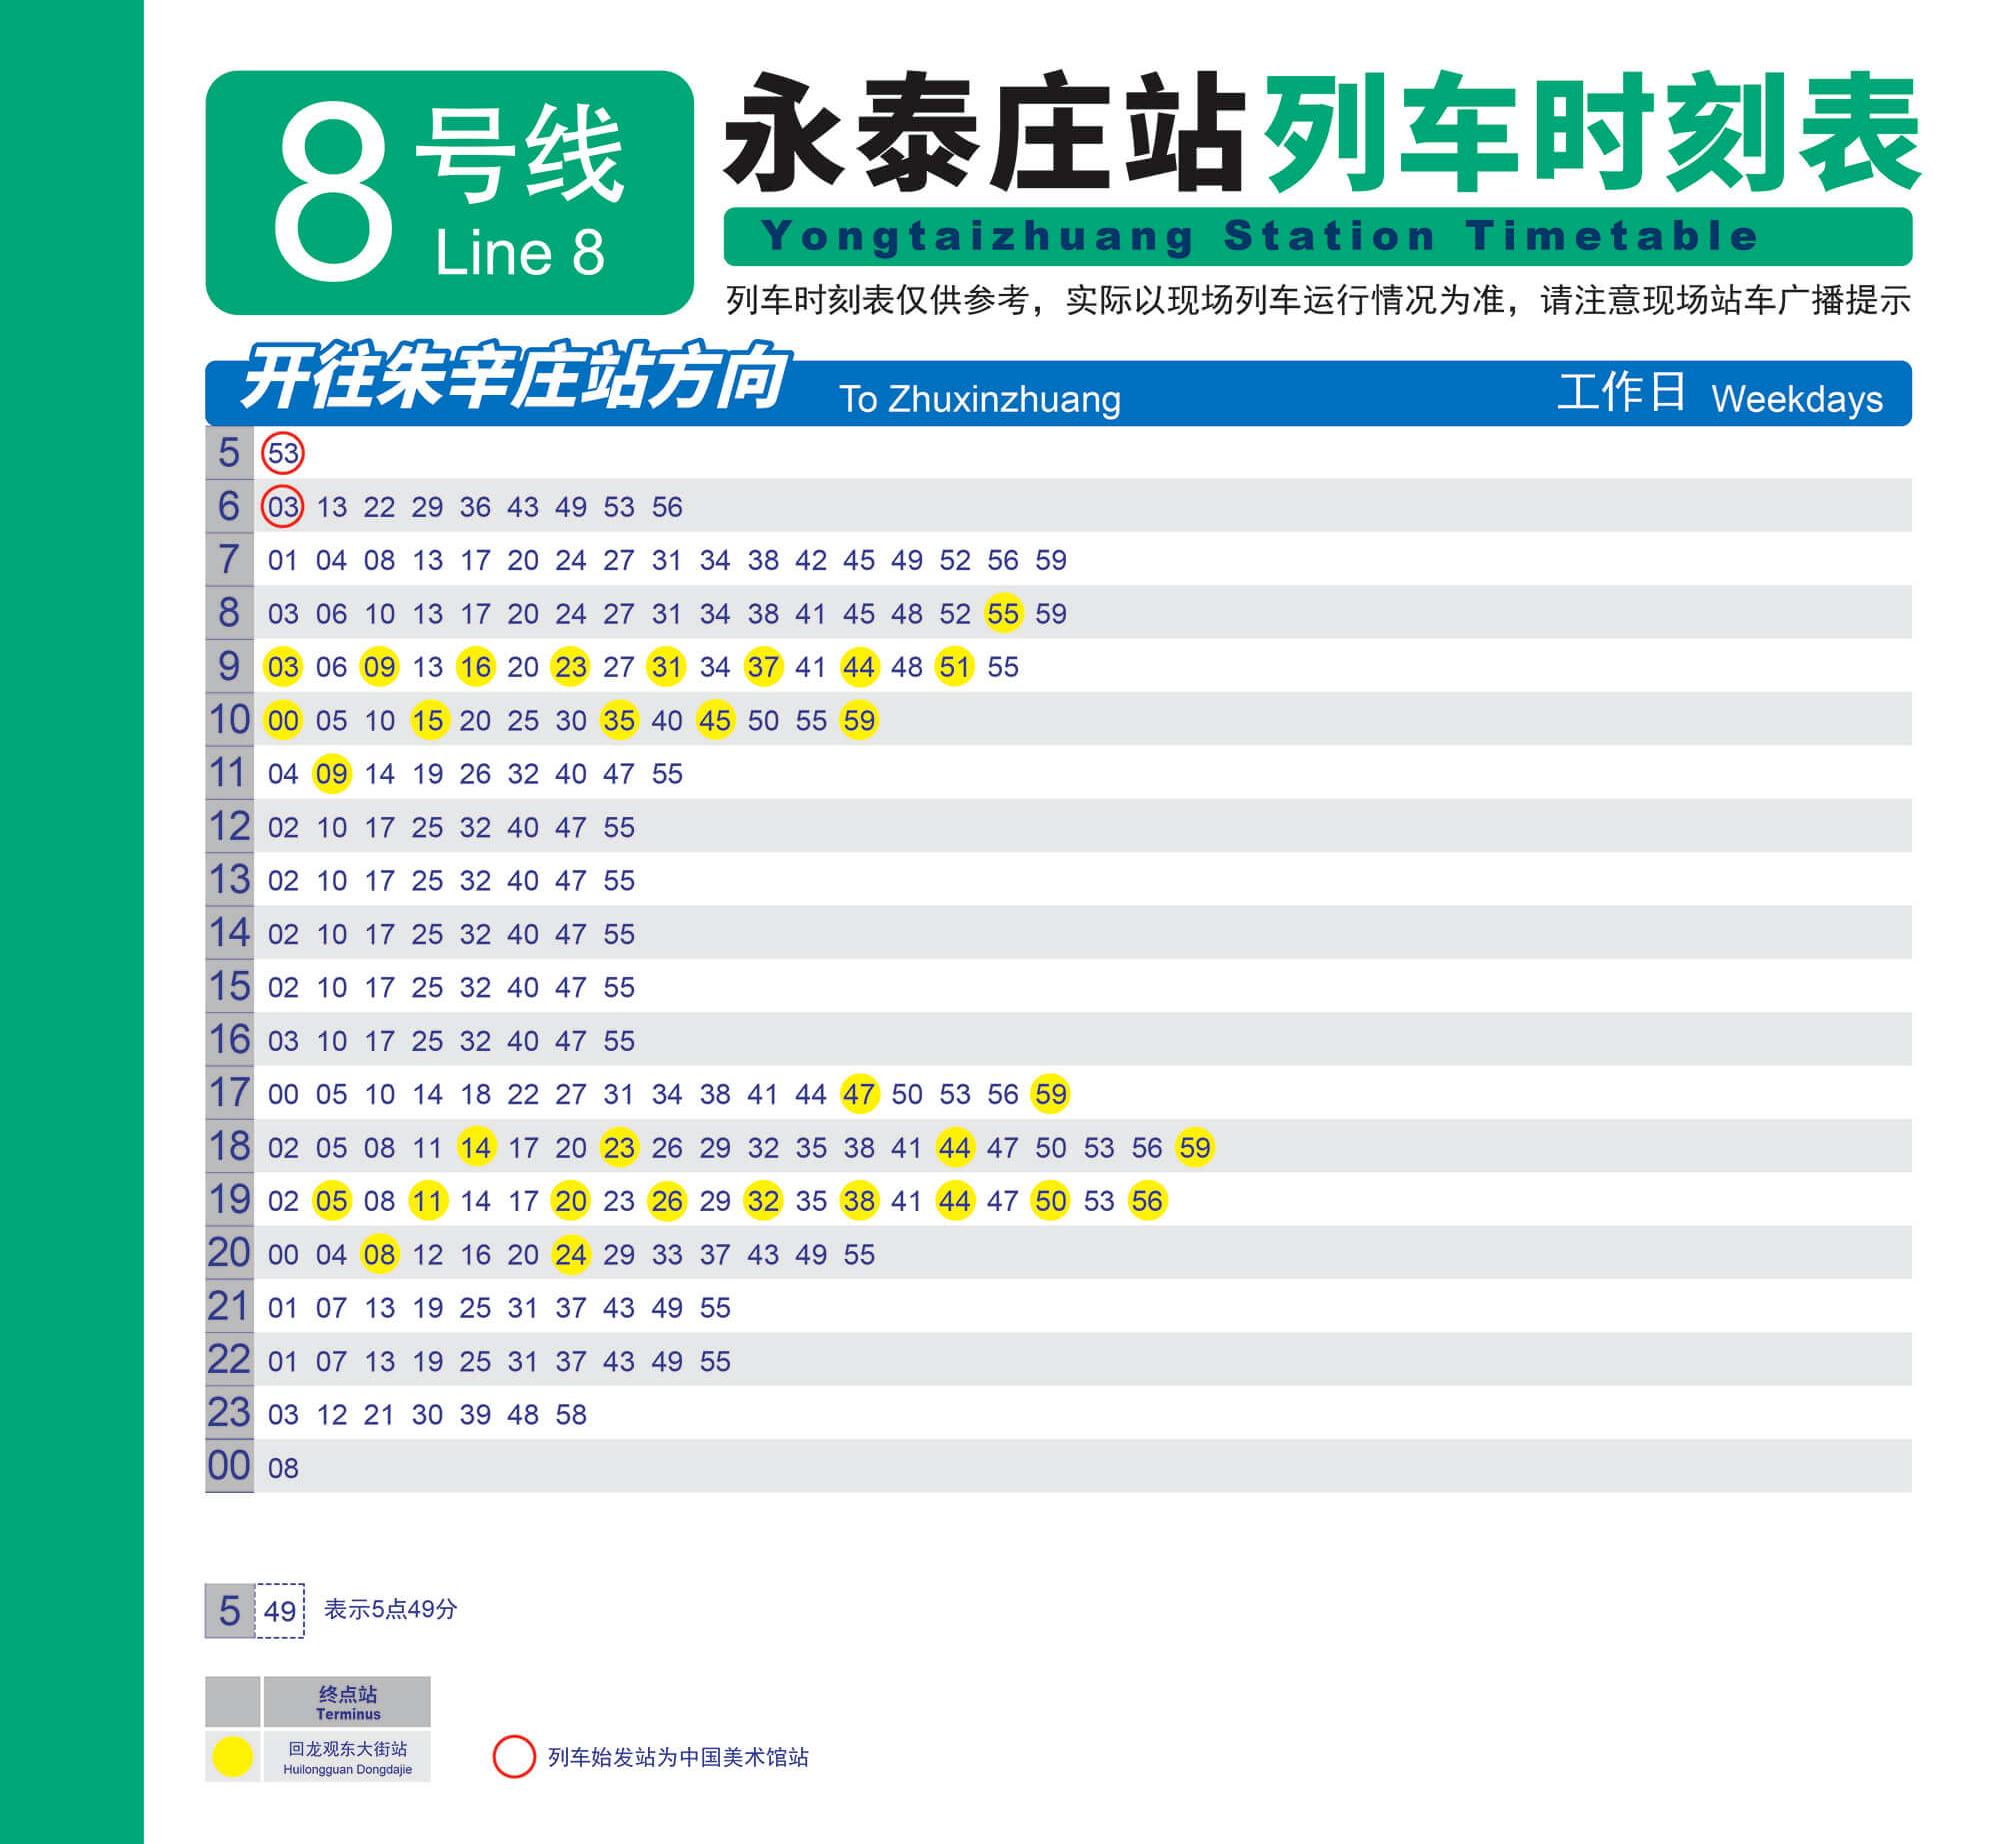 8号线
Line 8
永泰庄站列车时刻表
Yongtaizhuang Station Timetable
列车时刻表仅供参考，实际以现场列车运行情况为准，请注意现场站车广播提示
开往朱辛庄站方向 To Zhuxinzhuang 工作日 Weekdays
5 53
6 03 13 22 29 36 43 49 53 56
7 01 04 08 13 17 20 24 27 31 34 38 42 45 49 52 56 59
8 03 06 10 13 17 20 24 27 31 34 38 41 45 48 52 55 59
9 03 06 09 13 16 20 23 27 31 34 37 41 44 48 51 55
10 00 05 10 15 20 25 30 35 40 45 50 55 59
11 04 09 14 19 26 32 40 47 55
12 02 10 17 25 32 40 47 55
13 02 10 17 25 32 40 47 55
14 02 10 17 25 32 40 47 55
15 02 10 17 25 32 40 47 55
16 03 10 17 25 32 40 47 55
17 00 05 10 14 18 22 27 31 34 38 41 44 47 50 53 56 59
18 02 05 08 11 14 17 20 23 26 29 32 35 38 41 44 47 50 53 56 59
19 02 05 08 11 14 17 20 23 26 29 32 35 38 41 44 47 50 53 56
20 00 04 08 12 16 20 24 29 33 37 43 49 55
21 01 07 13 19 25 31 37 43 49 55
22 01 07 13 19 25 31 37 43 49 55
23 03 12 21 30 39 48 58
00 08
5 49 表示5点49分
终点站
Terminus
回龙观东大街站
Huilongguan Dongdajie
列车始发站为中国美术馆站